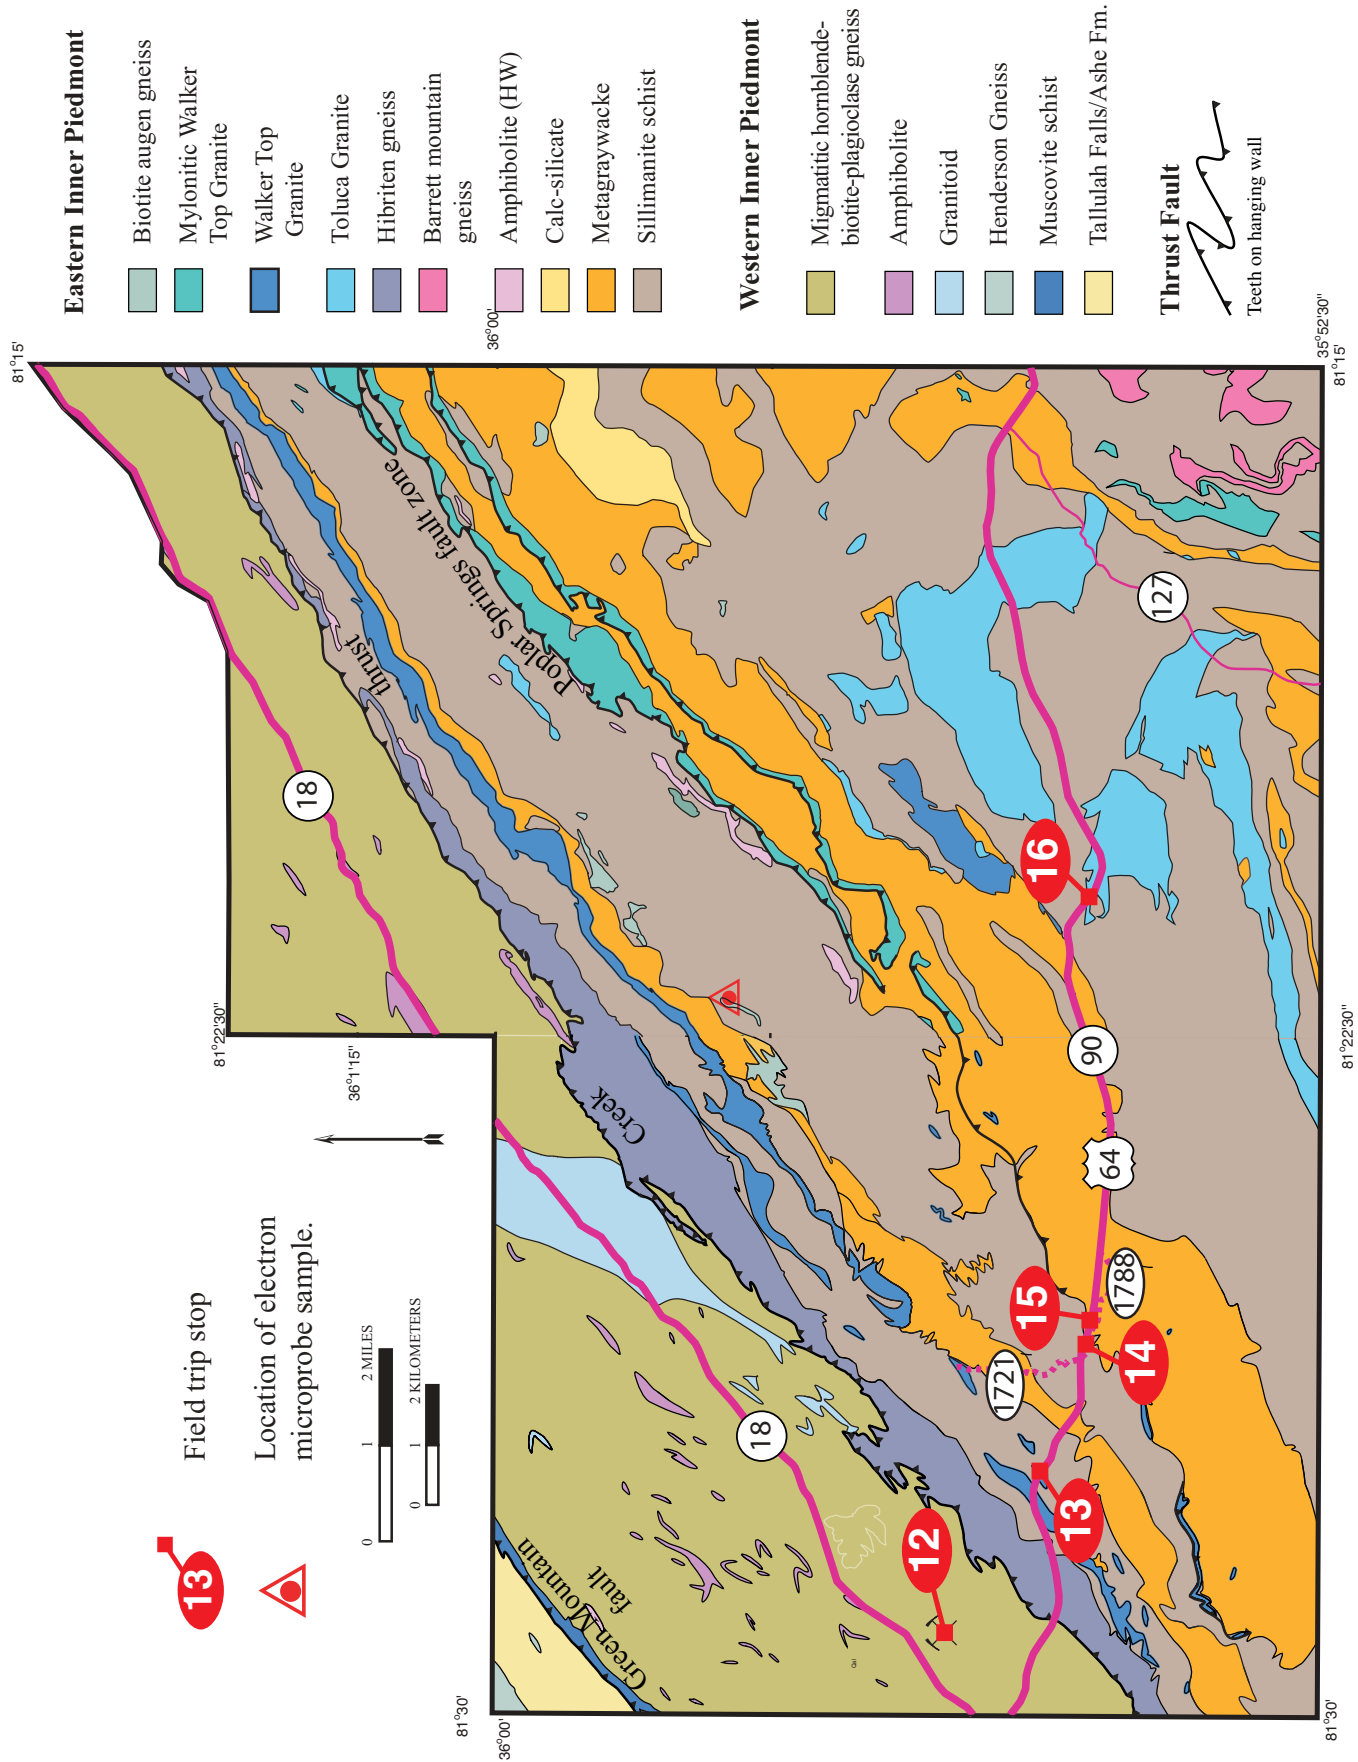 Eastern Inner Piedmont
Biotite augen gneiss
Mylonitic Walker
Top Granite
Walker Top
Granite
Toluca Granite
Hibriten gneiss
Barrett mountain
gneiss
Amphibolite (HW)
Calc-silicate
Metagraywacke
Sillimanite schist
Western Inner Piedmont
Migmatitic hornblende-
biotite-plagioclase gneiss
Amphibolite
Granitoid
Henderson Gneiss
Muscovite schist
Tallulah Falls/Ashe Fm.
Thrust Fault
Teeth on hanging wall
13
Field trip stop
Location of electron
microprobe sample.
0 1 2 MILES
0 1 2 KILOMETERS
81°15'
36°00'
35°52'30"
81°15'
81°22'30"
36°1'15"
81°22'30"
81°30'
36°00'
81°30'
Green Mountain
fault
Creek
thrust
Poplar Springs fault zone
18
18
90
64
127
1721
1788
12
13
14
15
16